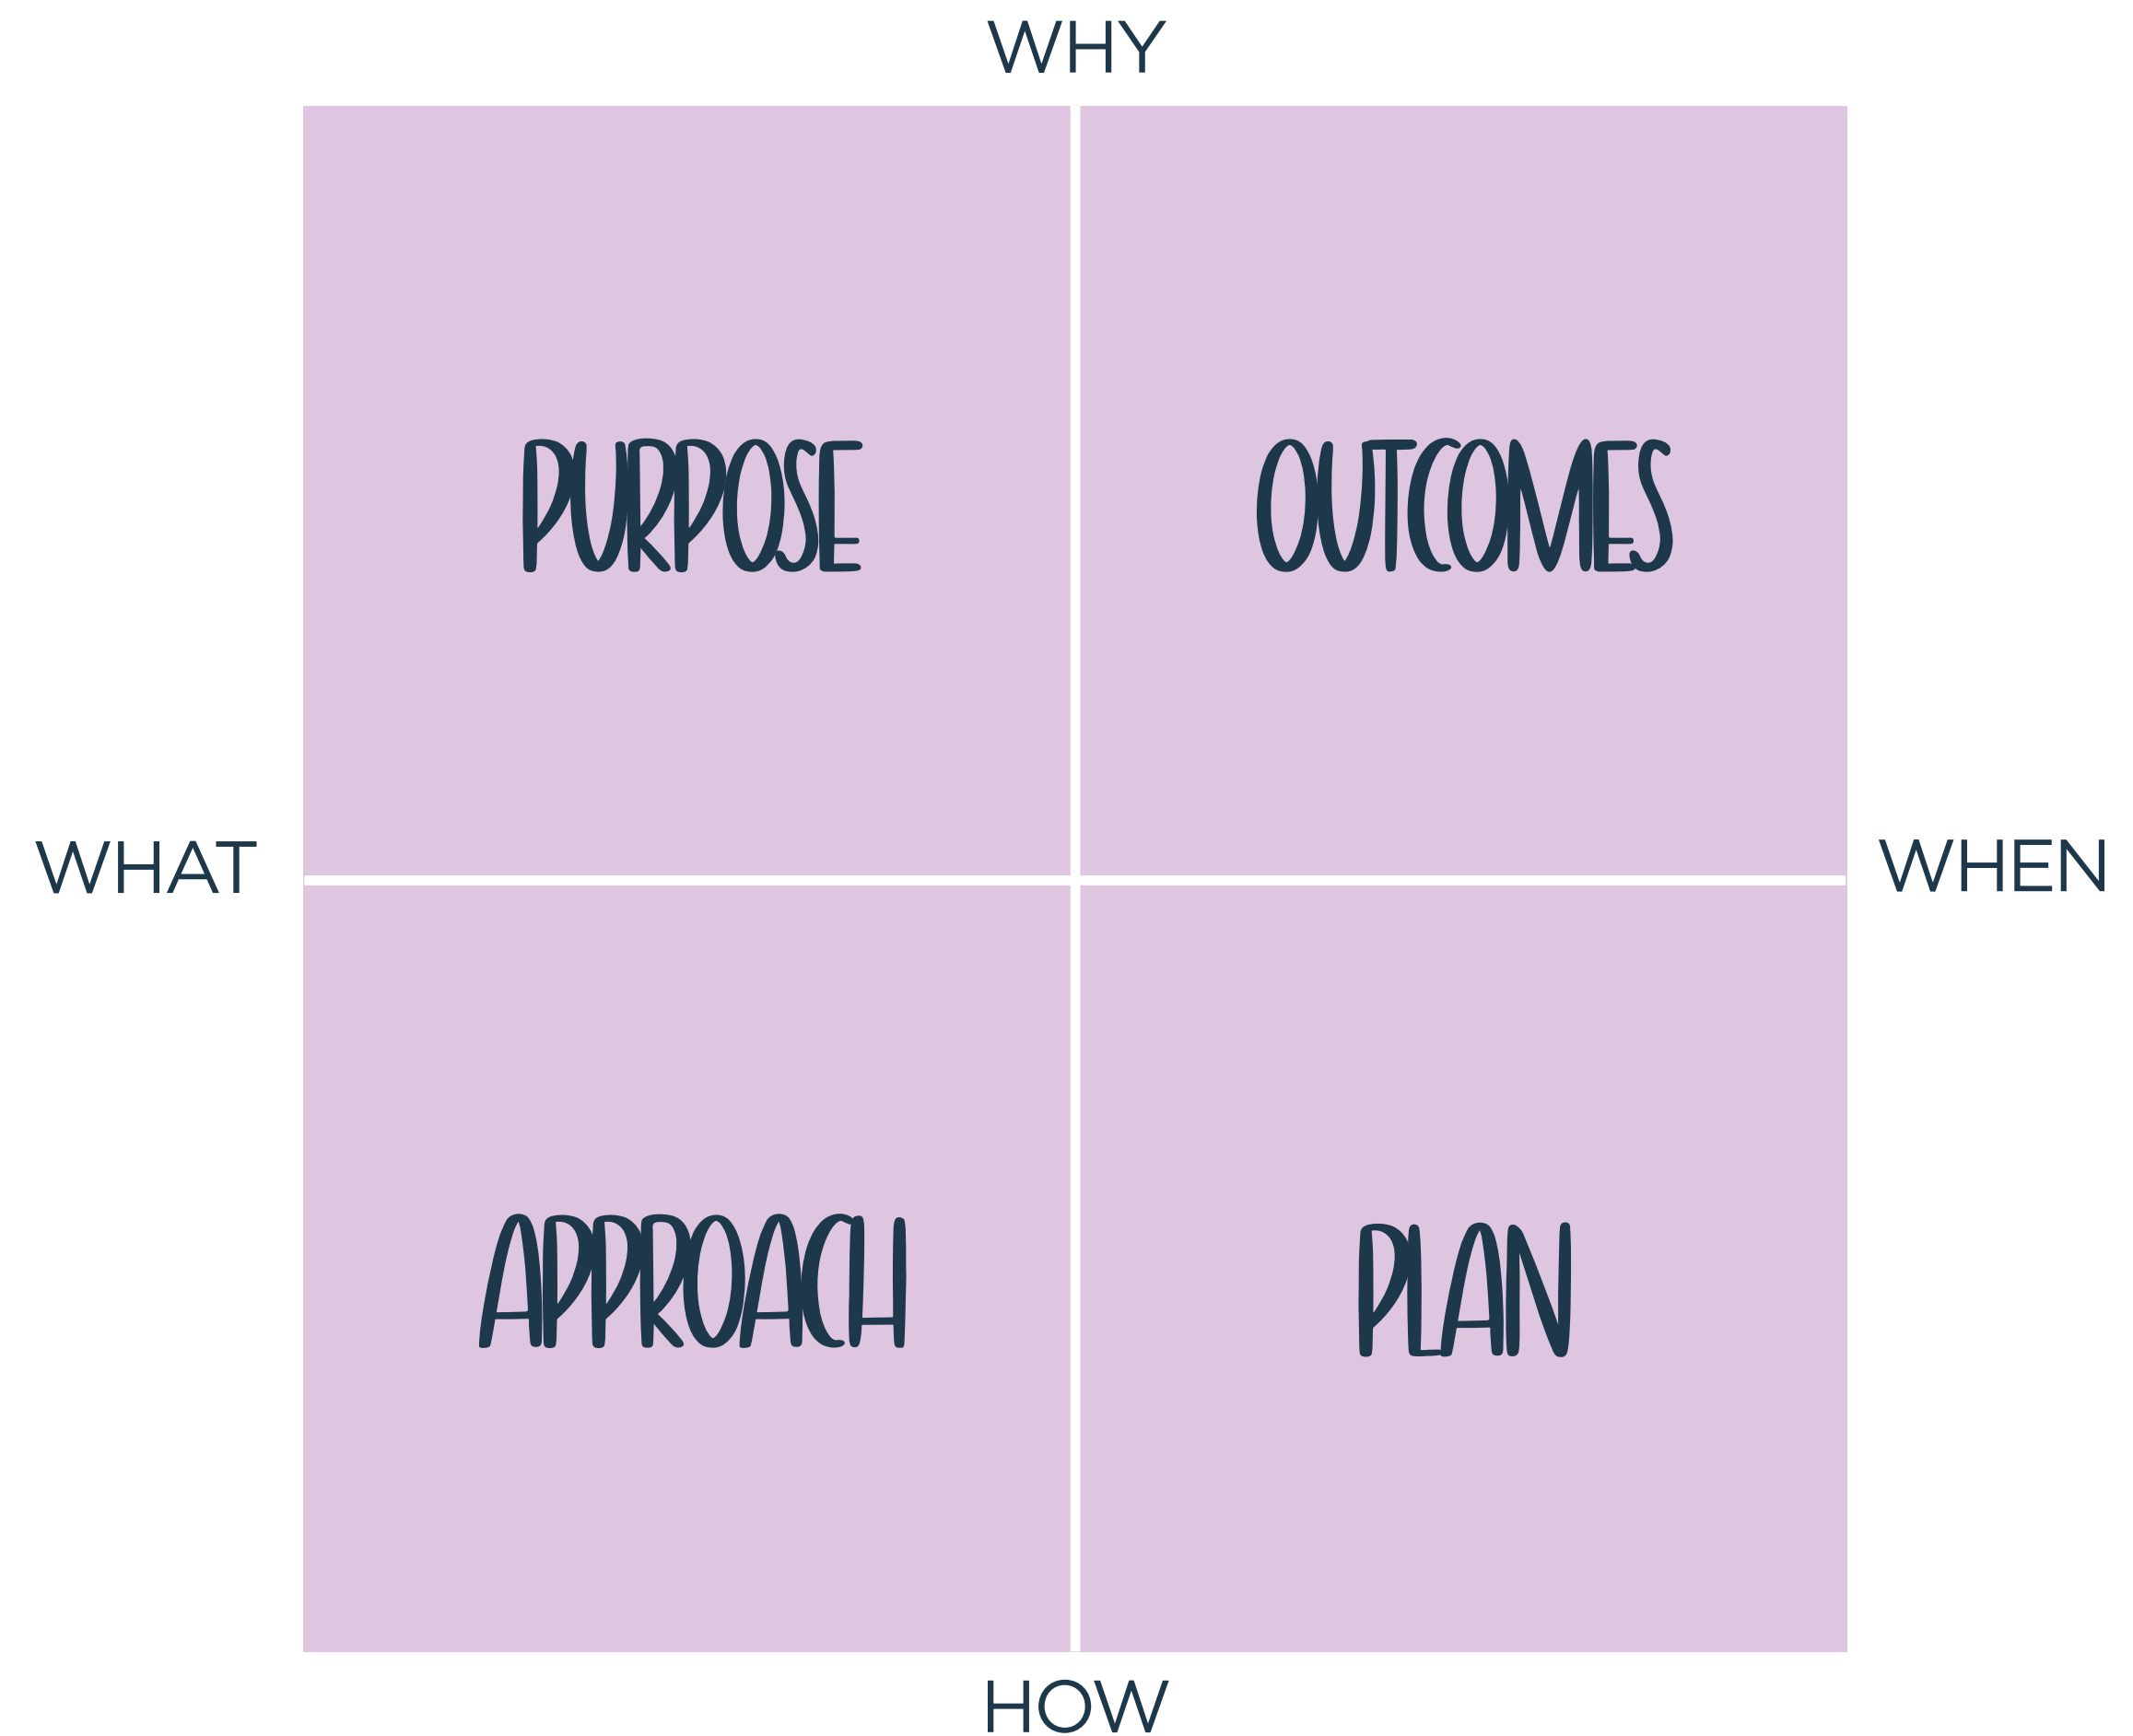 WHY
PURPOSE
OUTCOMES
WHAT
WHEN
APPROACH
PLAN
HOW